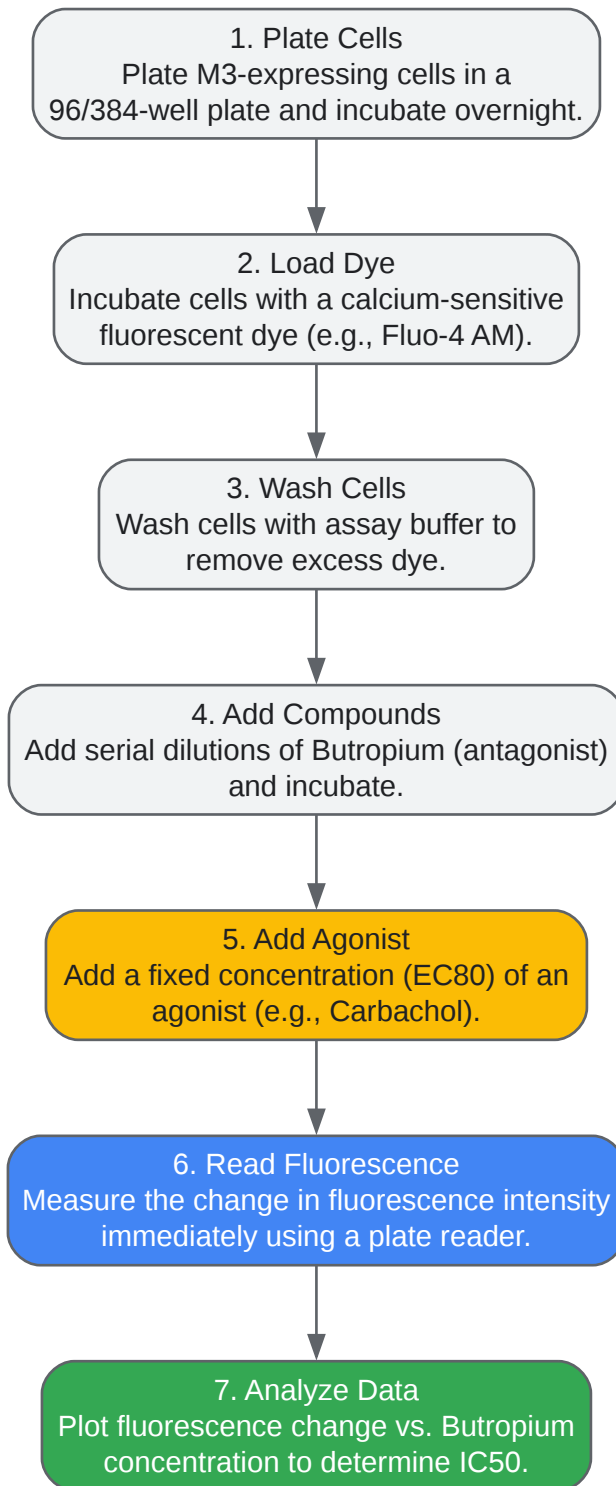 1. Plate Cells
Plate M3-expressing cells in a
96/384-well plate and incubate overnight.
2. Load Dye
Incubate cells with a calcium-sensitive
fluorescent dye (e.g., Fluo-4 AM).
3. Wash Cells
Wash cells with assay buffer to
remove excess dye.
4. Add Compounds
Add serial dilutions of Butropium (antagonist)
and incubate.
5. Add Agonist
Add a fixed concentration (EC80) of an
agonist (e.g., Carbachol).
6. Read Fluorescence
Measure the change in fluorescence intensity
immediately using a plate reader.
7. Analyze Data
Plot fluorescence change vs. Butropium
concentration to determine IC50.